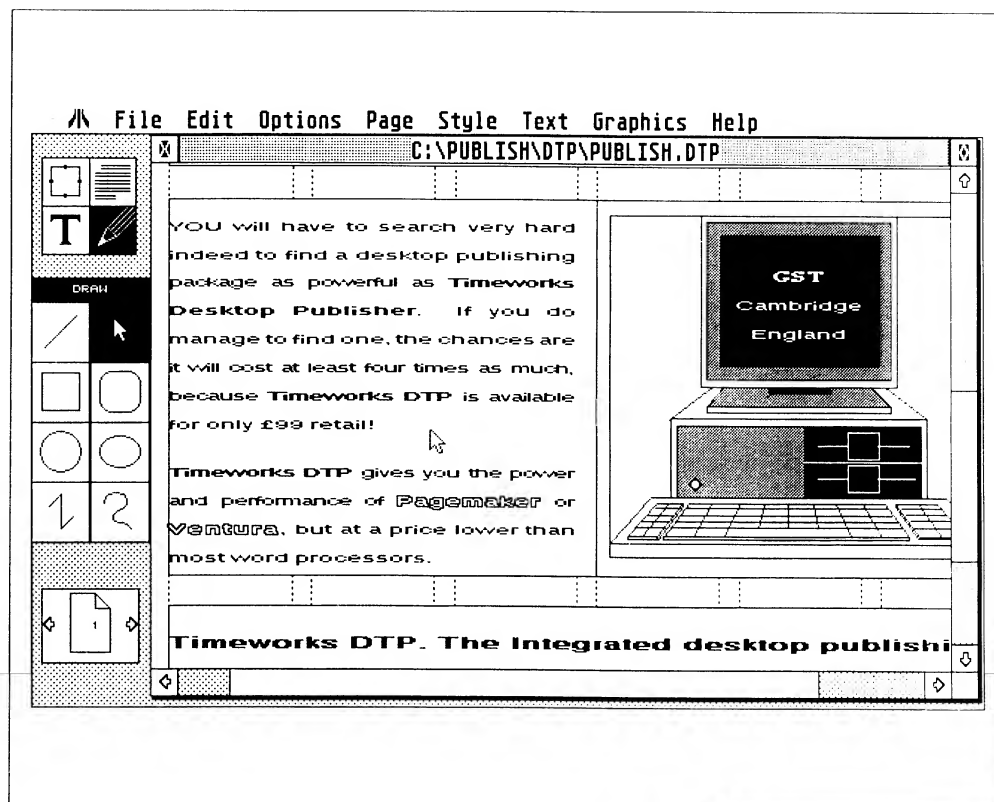 File Edit Options Page Style Text Graphics Help
C:\PUBLISH\DTP\PUBLISH.DTP
T
DRAW
YOU will have to search very hard
indeed to find a desktop publishing
package as powerful as Timeworks
Desktop Publisher. If you do
manage to find one, the chances are
it will cost at least four times as much,
because Timeworks DTP is available
for only £99 retail!
Timeworks DTP gives you the power
and performance of Pagemaker or
Ventura, but at a price lower than
most word processors.
GST
Cambridge
England
1
Timeworks DTP. The Integrated desktop publishi